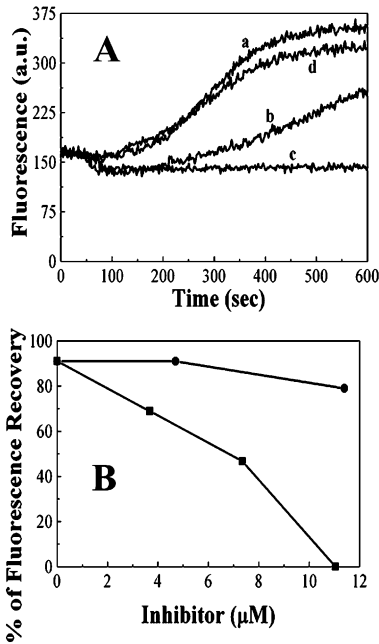 A
Fluorescence (a.u.)
375
300
225
150
75
0
a
d
b
c
0 100 200 300 400 500 600
Time (sec)
B
% of Fluorescence Recovery
100
80
60
40
20
0
0 2 4 6 8 10 12
Inhibitor (μM)